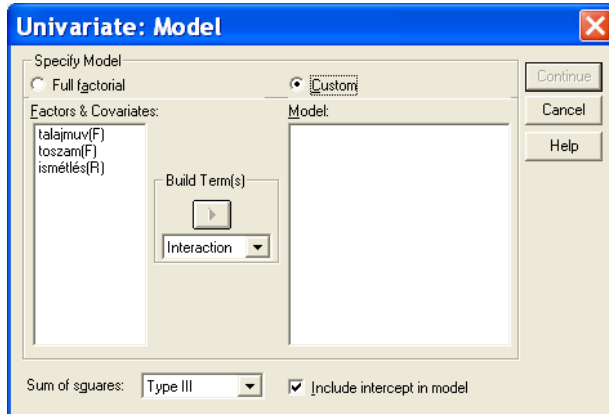 Univariate: Model
Specify Model
Full factorial
Custom
Continue
Cancel
Help
Factors & Covariates:
talajmuv(F)
toszam(F)
ismétlés(R)
Build Term(s)
Interaction
Model:
Sum of squares:
Type III
Include intercept in model